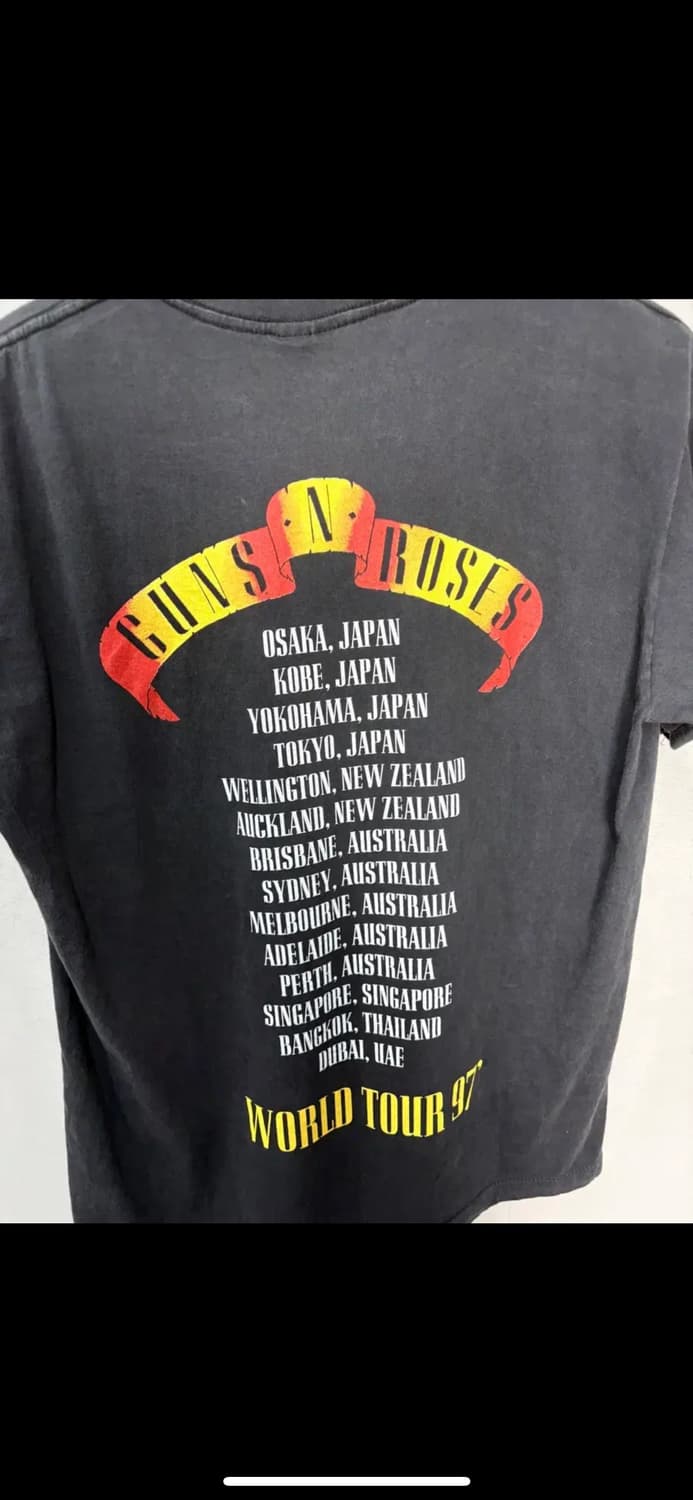 GUNS N ROSES
OSAKA, JAPAN
KOBE, JAPAN
YOKOHAMA, JAPAN
TOKYO, JAPAN
WELLINGTON, NEW ZEALAND
AUCKLAND, NEW ZEALAND
BRISBANE, AUSTRALIA
SYDNEY, AUSTRALIA
MELBOURNE, AUSTRALIA
ADELAIDE, AUSTRALIA
PERTH, AUSTRALIA
SINGAPORE, SINGAPORE
BANGKOK, THAILAND
DUBAI, UAE
WORLD TOUR 97'